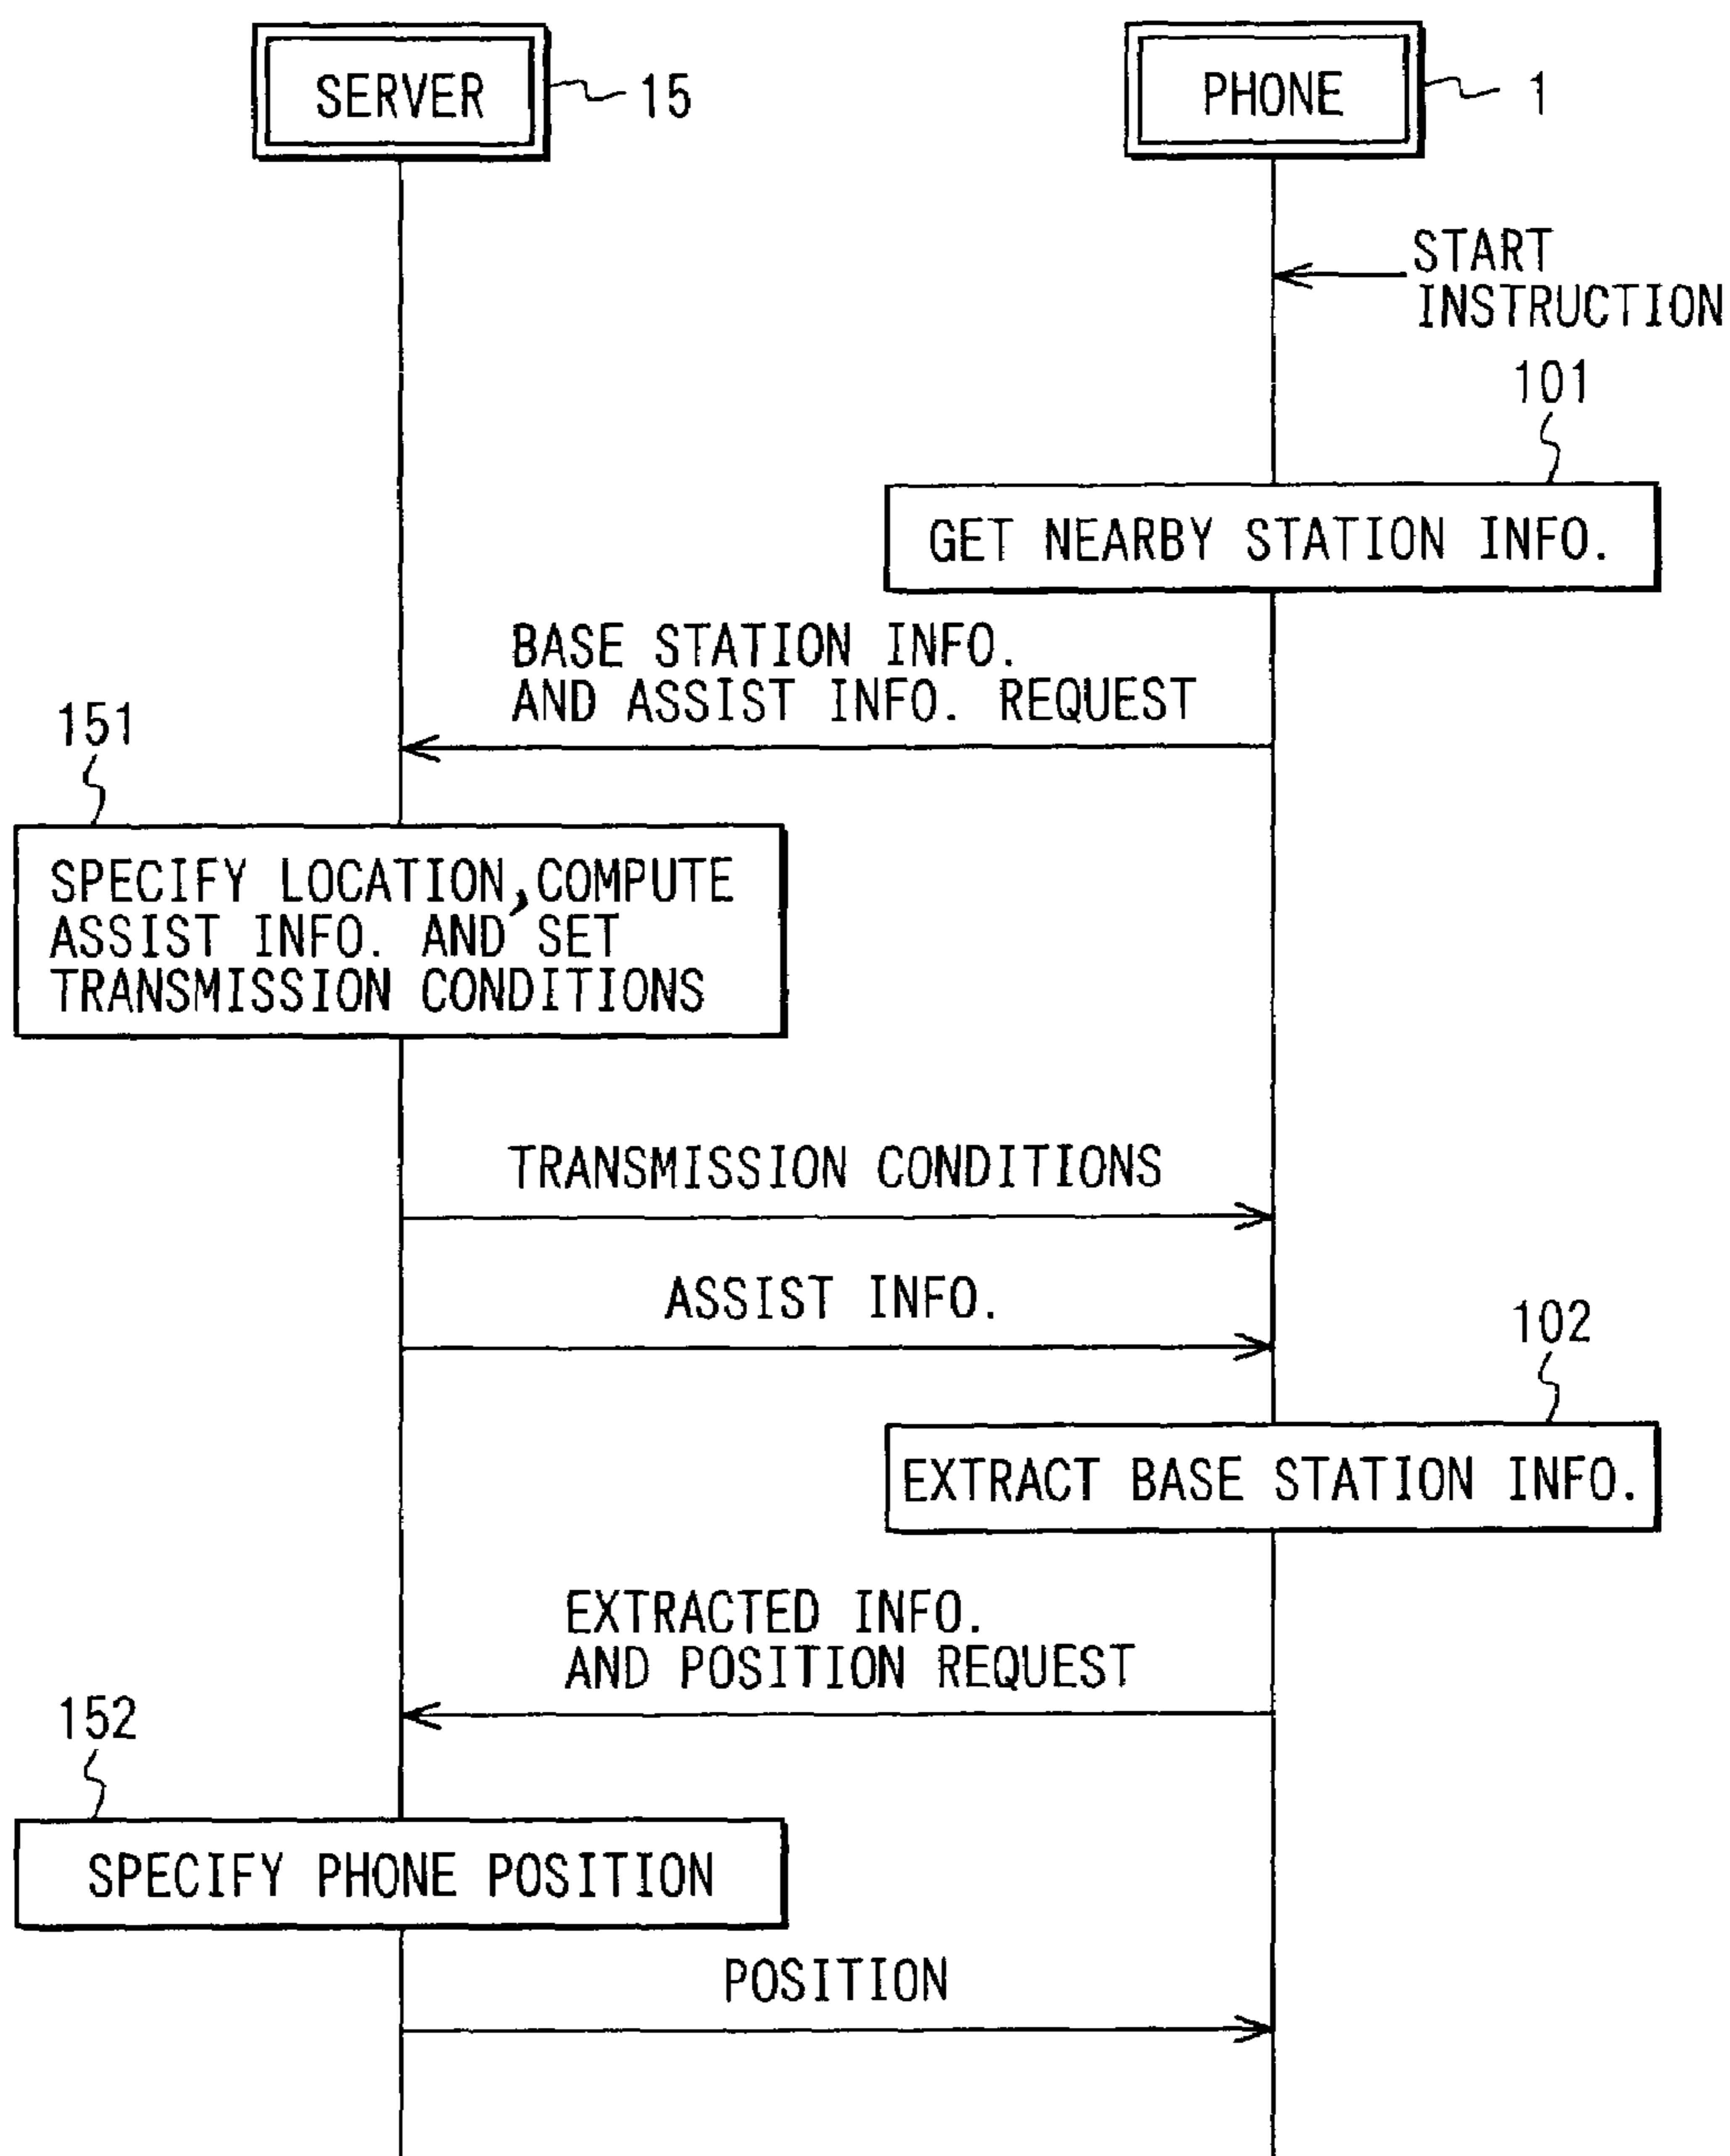 SERVER
15
PHONE
1
START
INSTRUCTION
101
GET NEARBY STATION INFO.
BASE STATION INFO.
AND ASSIST INFO. REQUEST
151
SPECIFY LOCATION,COMPUTE
ASSIST INFO. AND SET
TRANSMISSION CONDITIONS
TRANSMISSION CONDITIONS
ASSIST INFO.
102
EXTRACT BASE STATION INFO.
EXTRACTED INFO.
AND POSITION REQUEST
152
SPECIFY PHONE POSITION
POSITION